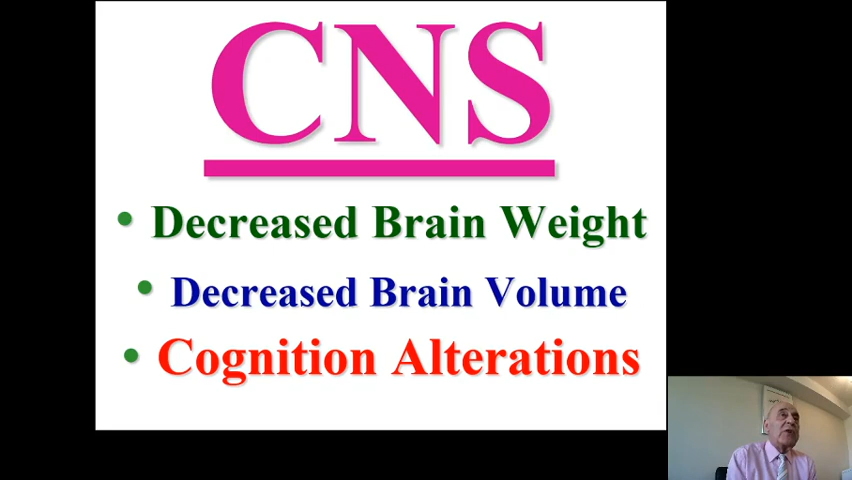 CNS
• Decreased Brain Weight
• Decreased Brain Volume
• Cognition Alterations